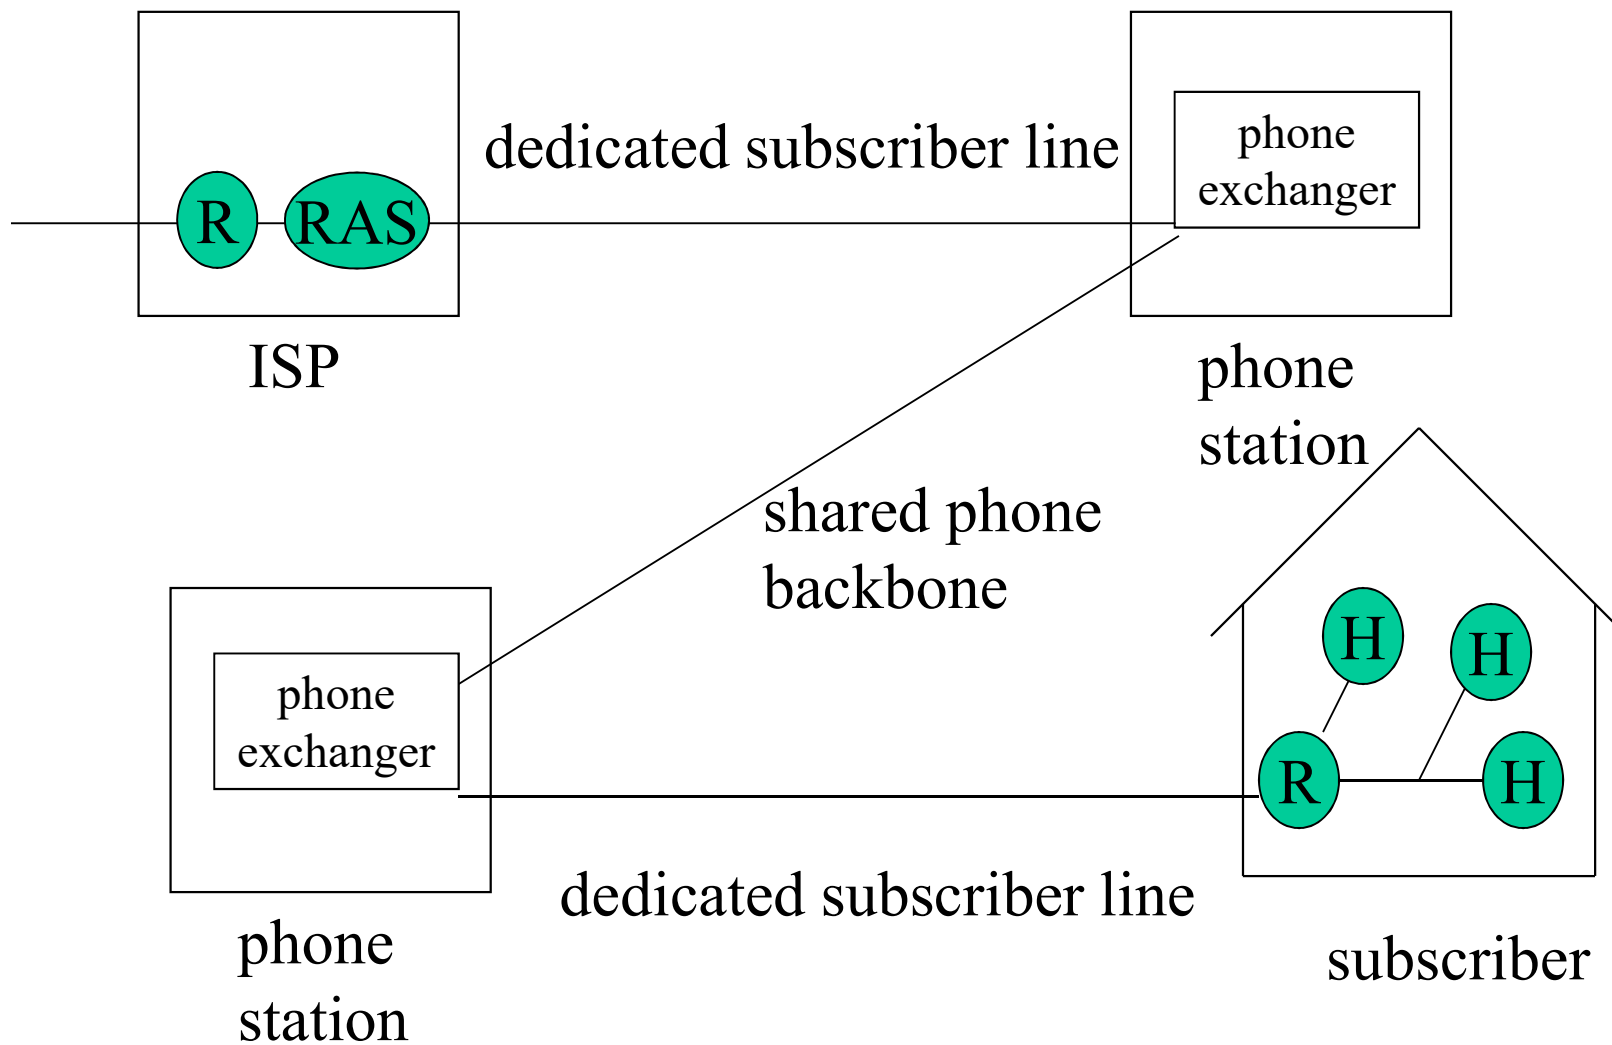 dedicated subscriber line
phone
exchanger
R
RAS
ISP
phone
station
shared phone
backbone
phone
exchanger
H
H
R
H
dedicated subscriber line
phone
station
subscriber